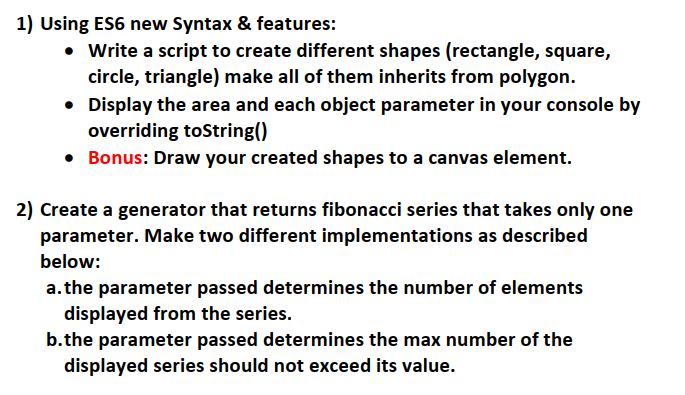 1) Using ES6 new Syntax & features:
• Write a script to create different shapes (rectangle, square,
circle, triangle) make all of them inherits from polygon.
• Display the area and each object parameter in your console by
overriding toString()
• Bonus: Draw your created shapes to a canvas element.
2) Create a generator that returns fibonacci series that takes only one
parameter. Make two different implementations as described
below:
a.the parameter passed determines the number of elements
displayed from the series.
b.the parameter passed determines the max number of the
displayed series should not exceed its value.